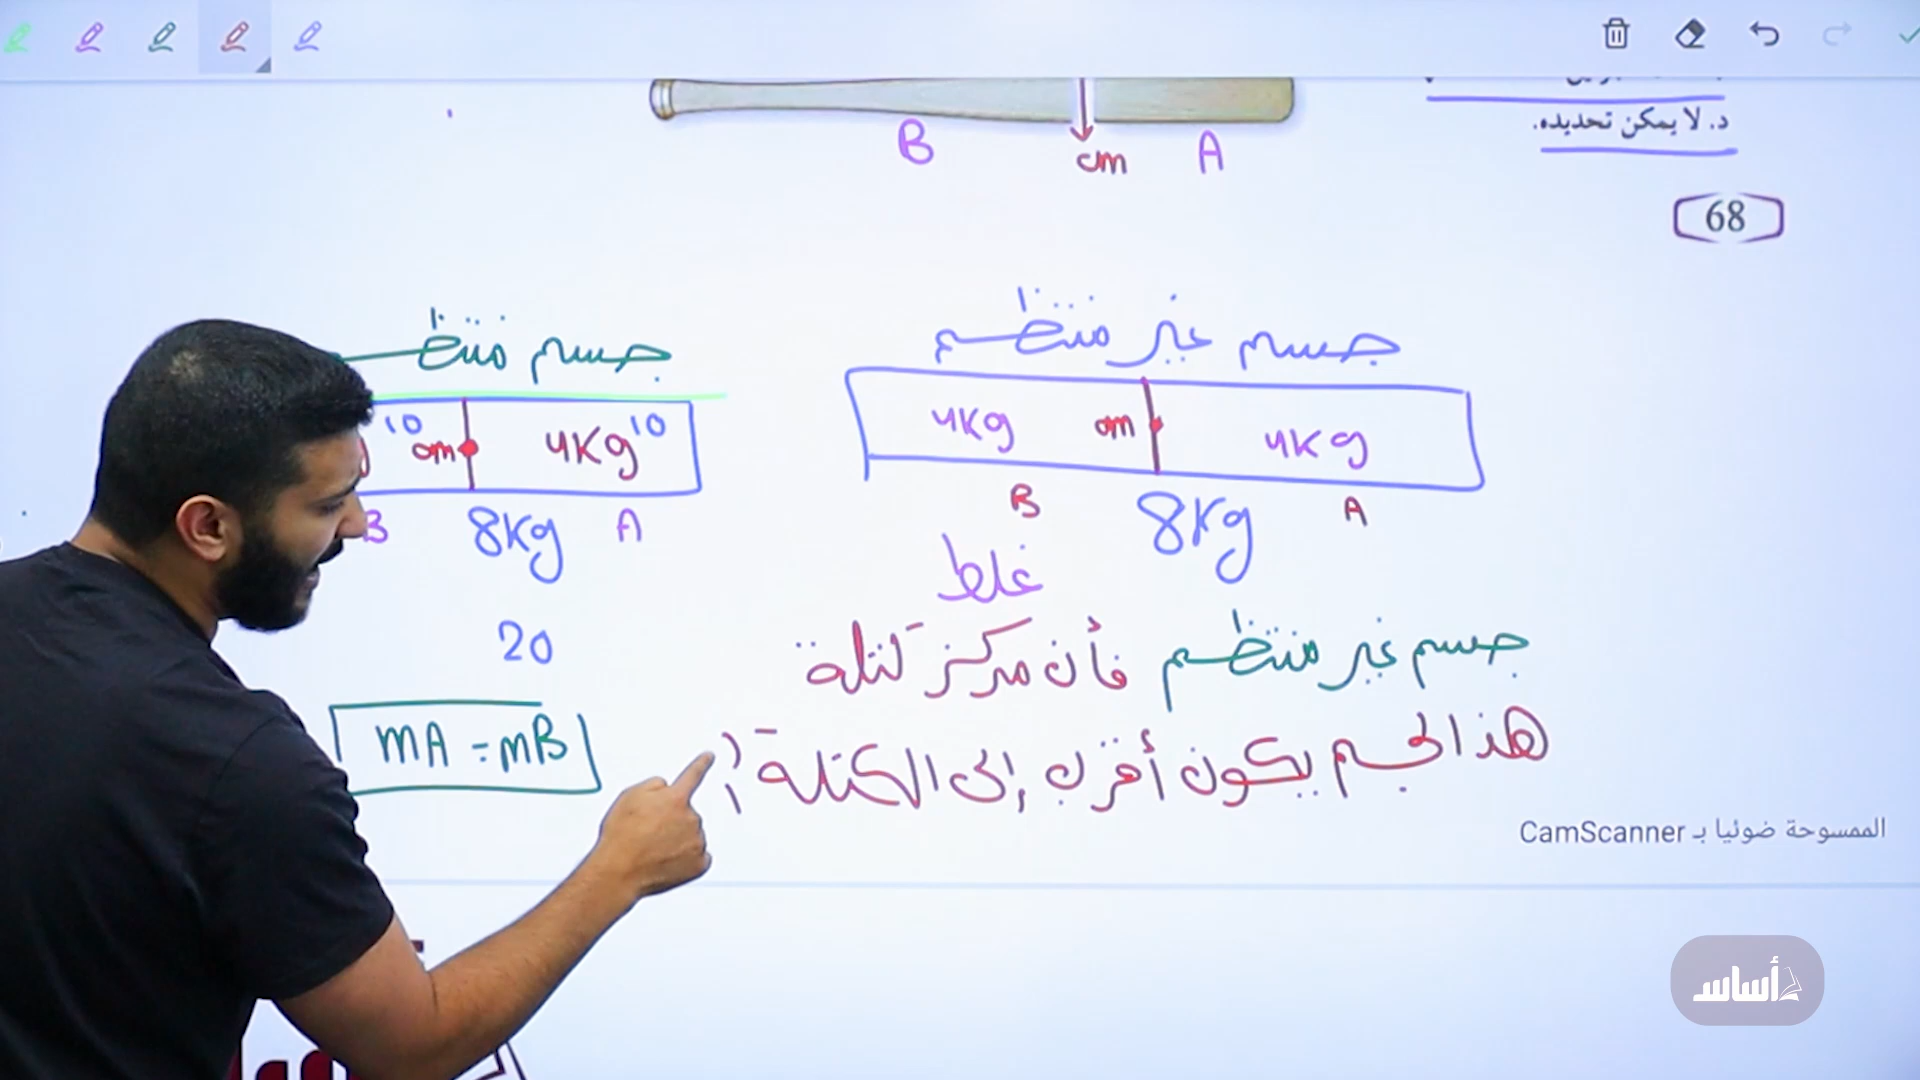 د. لا يمكن تحديده.
B cm A
68
جسم غير منتظم
4Kg cm 4Kg
B 8Kg A
غلط
جسم منتظ
10 cm 4Kg 10
B 8Kg A
20
mA = mB
جسم غير منتظم فأن مركز كتلة
هذا الجسم يكون أقرب إلى الكتلة
الممسوحة ضوئيا بـ CamScanner
أساس